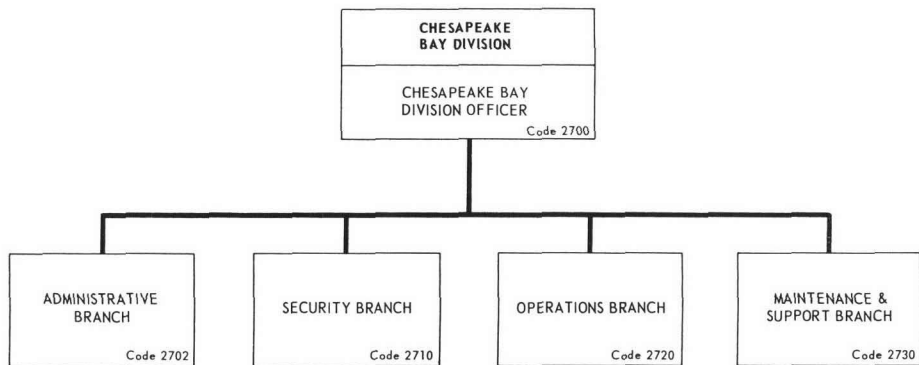 CHESAPEAKE
BAY DIVISION
CHESAPEAKE BAY
DIVISION OFFICER
Code 2700
ADMINISTRATIVE
BRANCH
Code 2702
SECURITY BRANCH
Code 2710
OPERATIONS BRANCH
Code 2720
MAINTENANCE &
SUPPORT BRANCH
Code 2730